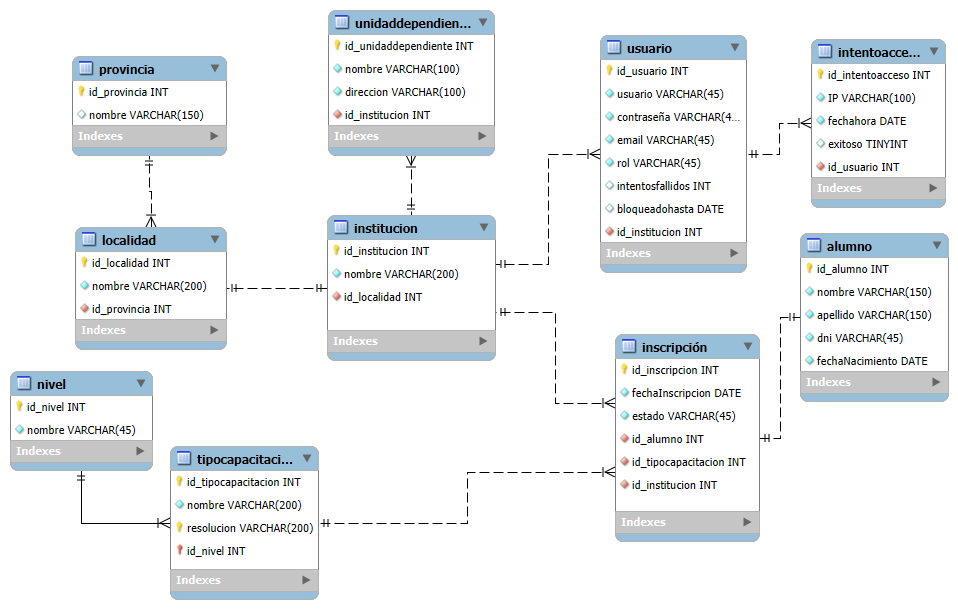 provincia
id_provincia INT
nombre VARCHAR(150)
Indexes
unidaddependien...
id_unidaddependiente INT
nombre VARCHAR(100)
direccion VARCHAR(100)
id_institucion INT
Indexes
usuario
id_usuario INT
usuario VARCHAR(45)
contraseña VARCHAR(4...
email VARCHAR(45)
rol VARCHAR(45)
intentosfallidos INT
bloqueadohasta DATE
id_institucion INT
Indexes
intentoacce...
id_intentoacceso INT
IP VARCHAR(100)
fechahora DATE
exitoso TINYINT
id_usuario INT
Indexes
localidad
id_localidad INT
nombre VARCHAR(200)
id_provincia INT
Indexes
institucion
id_institucion INT
nombre VARCHAR(200)
id_localidad INT
Indexes
alumno
id_alumno INT
nombre VARCHAR(150)
apellido VARCHAR(150)
dni VARCHAR(45)
fechaNacimiento DATE
Indexes
nivel
id_nivel INT
nombre VARCHAR(45)
Indexes
tipocapacitaci...
id_tipocapacitacion INT
nombre VARCHAR(200)
resolucion VARCHAR(200)
id_nivel INT
Indexes
inscripción
id_inscripcion INT
fechaInscripcion DATE
estado VARCHAR(45)
id_alumno INT
id_tipocapacitacion INT
id_institucion INT
Indexes